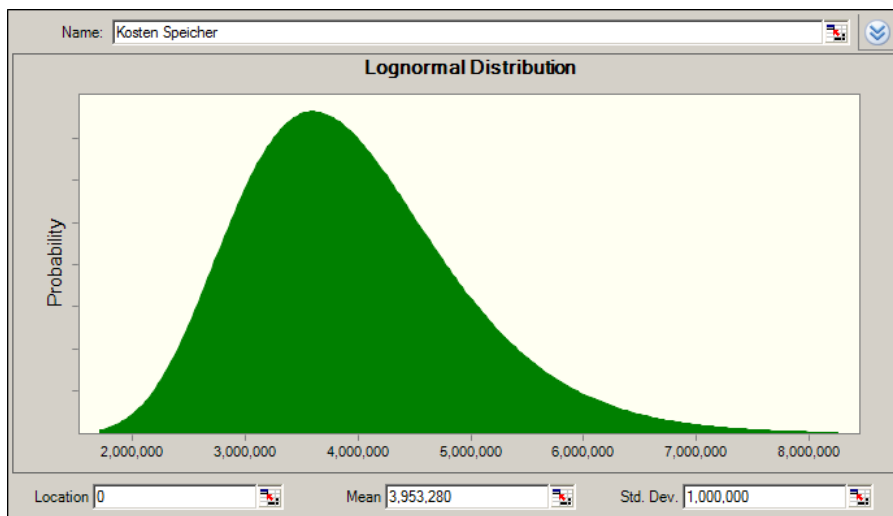 Name: Kosten Speicher
Lognormal Distribution
Probability
2,000,000 3,000,000 4,000,000 5,000,000 6,000,000 7,000,000 8,000,000
Location 0 Mean 3,953,280 Std. Dev. 1,000,000